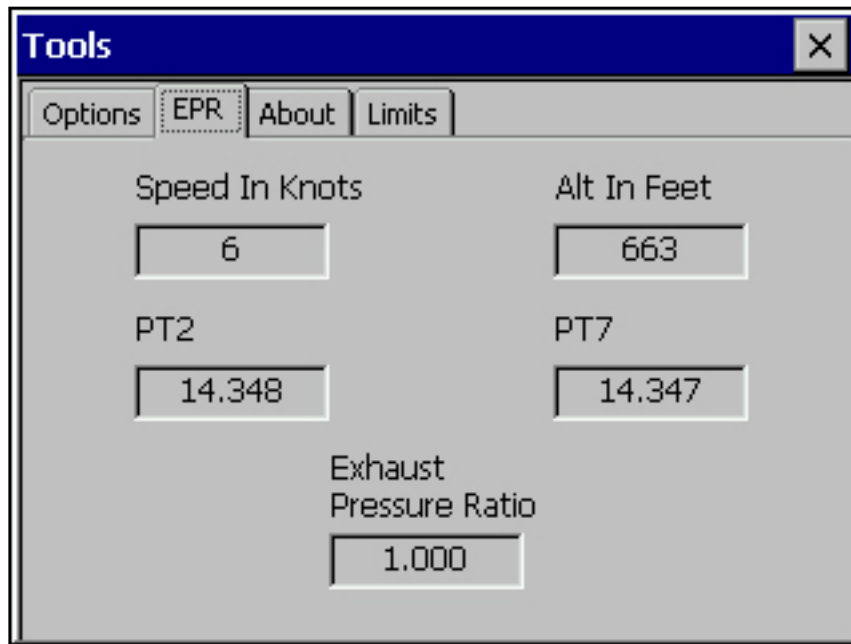 Tools
Options EPR About Limits
Speed In Knots Alt In Feet
6 663
PT2 PT7
14.348 14.347
Exhaust
Pressure Ratio
1.000